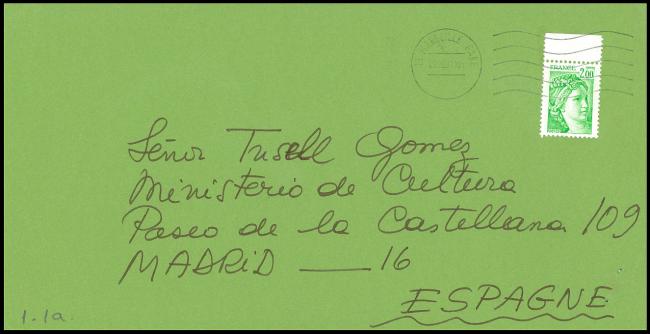 FRANCE
2.00
Señor Tusell Gomez
Ministerio de Cultura
Paseo de la Castellana 109
MADRID — 16
ESPAGNE
1.1a.